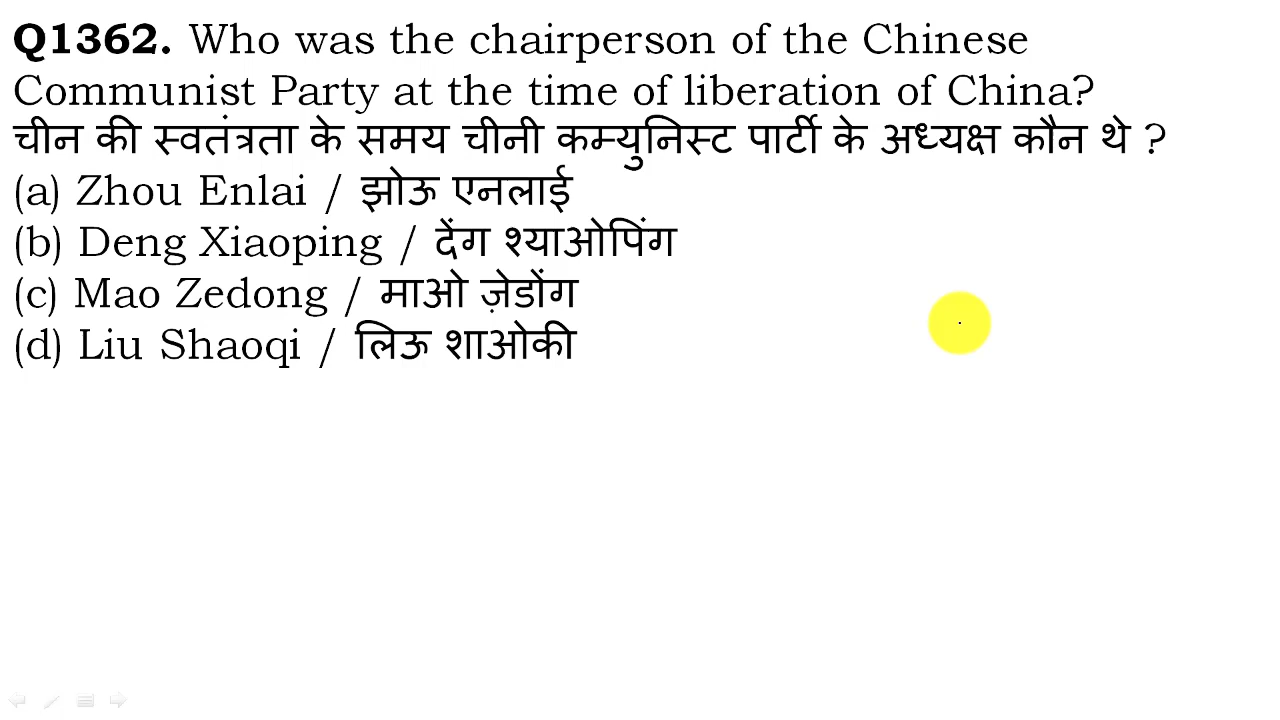 Q1362. Who was the chairperson of the Chinese
Communist Party at the time of liberation of China?
चीन की स्वतंत्रता के समय चीनी कम्युनिस्ट पार्टी के अध्यक्ष कौन थे ?
(a) Zhou Enlai / झोऊ एनलाई
(b) Deng Xiaoping / देंग श्याओपिंग
(c) Mao Zedong / माओ ज़ेडोंग
(d) Liu Shaoqi / लिऊ शाओकी